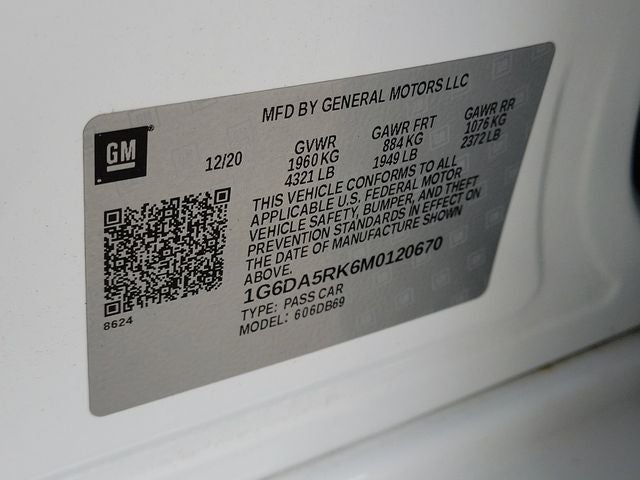 MFD BY GENERAL MOTORS LLC
GM
12/20
GVWR
1960 KG
4321 LB
GAWR FRT
884 KG
1949 LB
GAWR RR
1076 KG
2372 LB
THIS VEHICLE CONFORMS TO ALL
APPLICABLE U.S. FEDERAL MOTOR
VEHICLE SAFETY, BUMPER, AND THEFT
PREVENTION STANDARDS IN EFFECT ON
THE DATE OF MANUFACTURE SHOWN
ABOVE.
1G6DA5RK6M0120670
TYPE: PASS CAR
MODEL: 606DB69
8624